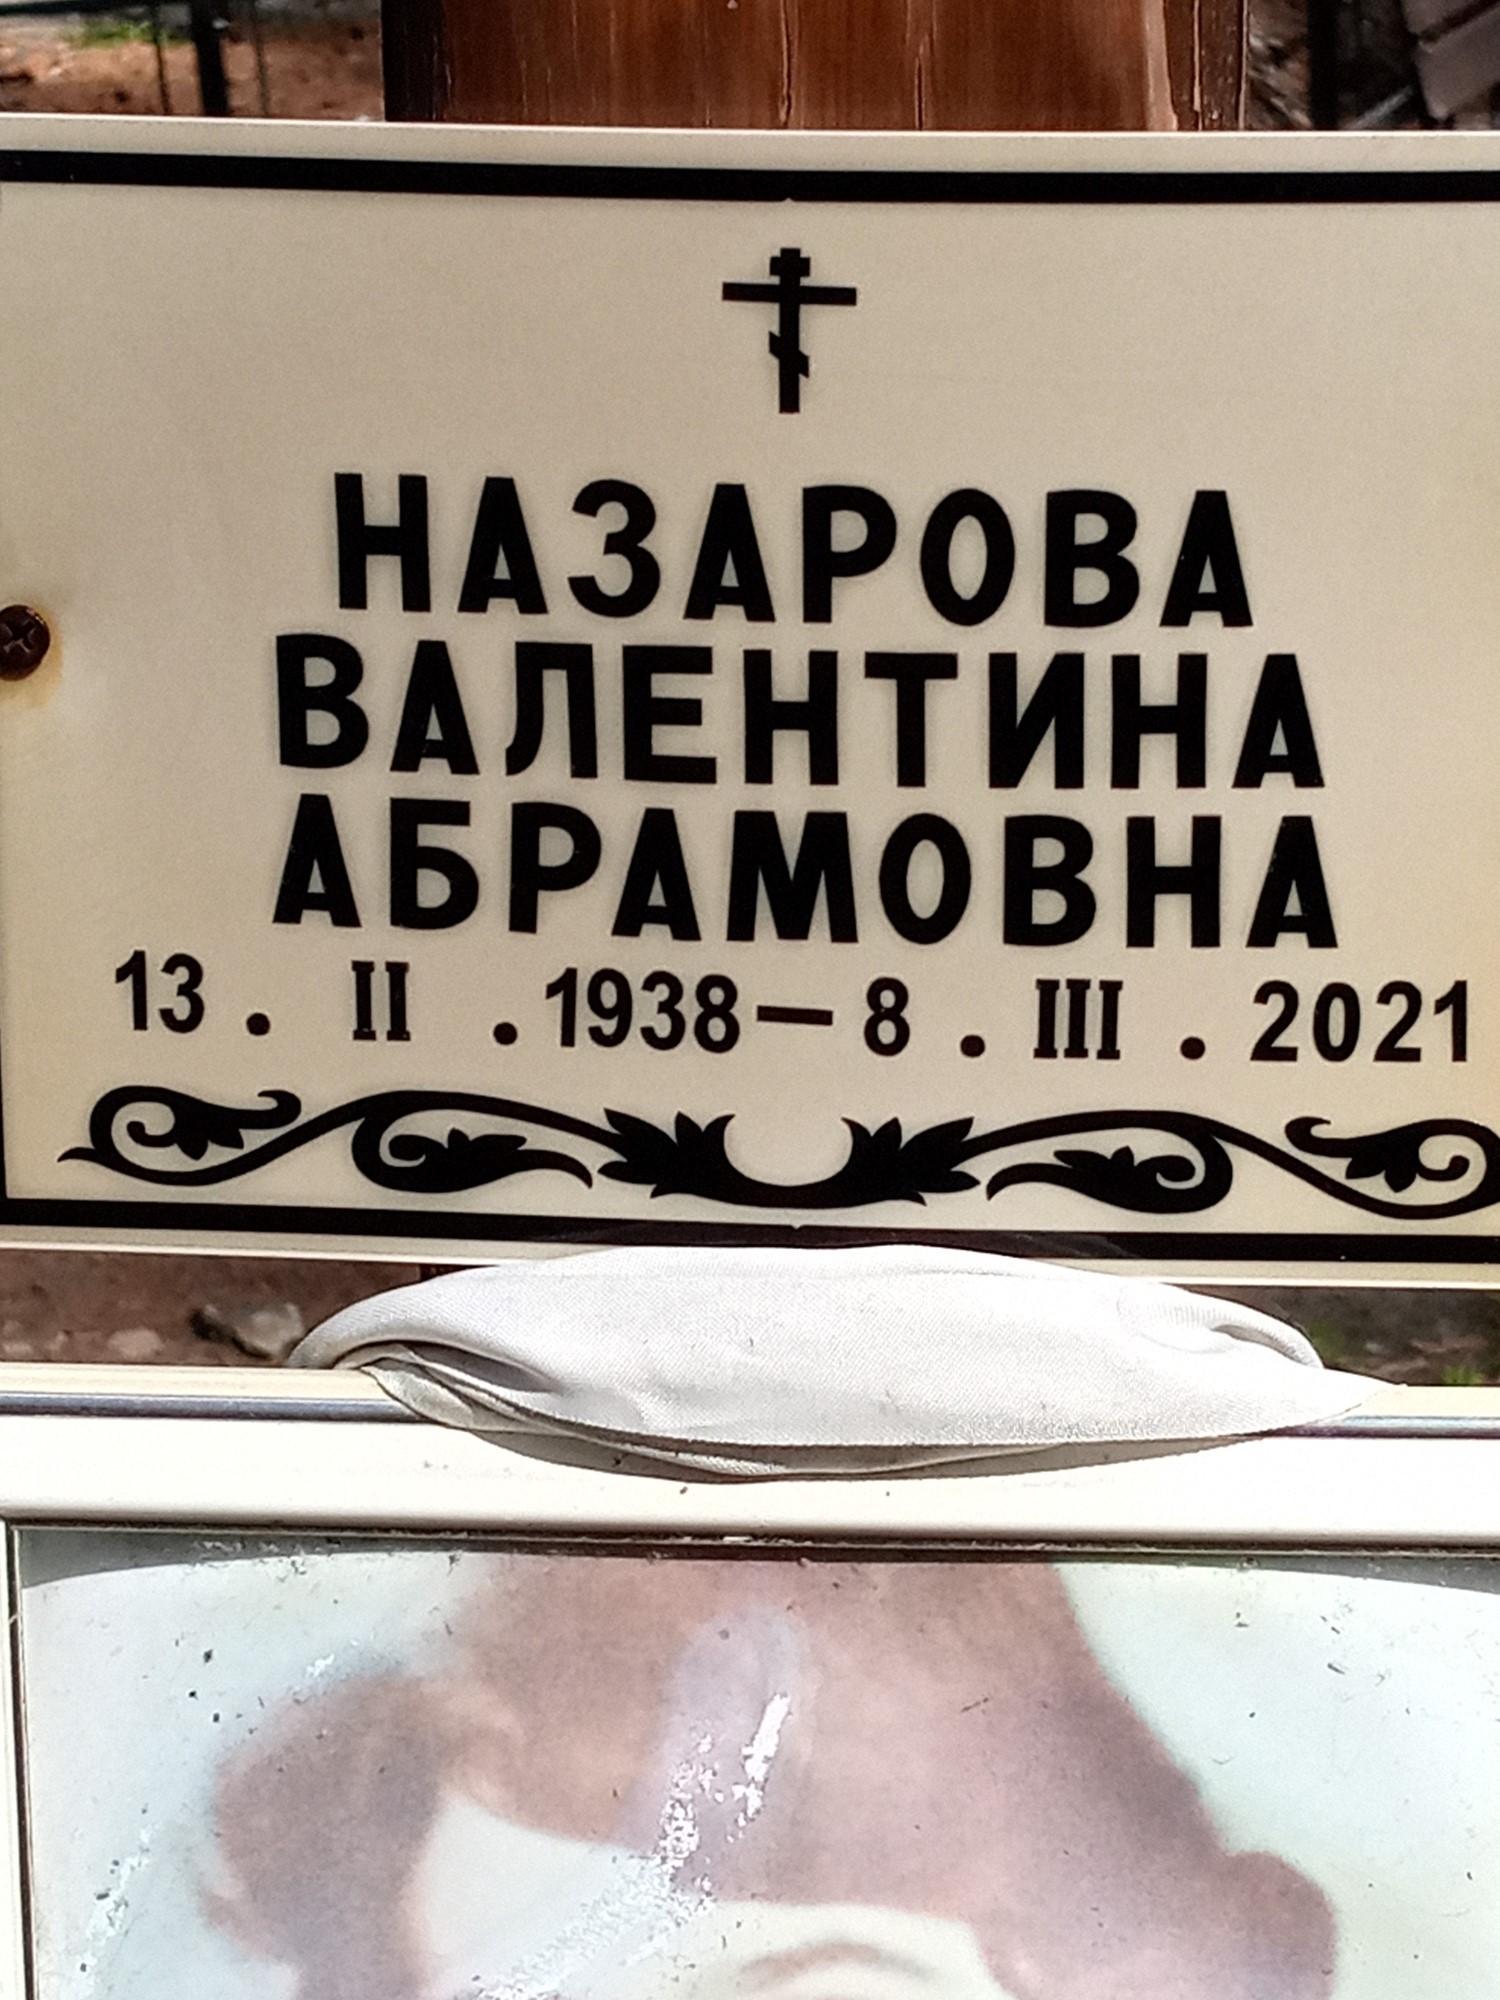 НАЗАРОВА
ВАЛЕНТИНА
АБРАМОВНА
13. II .1938–8. III. 2021